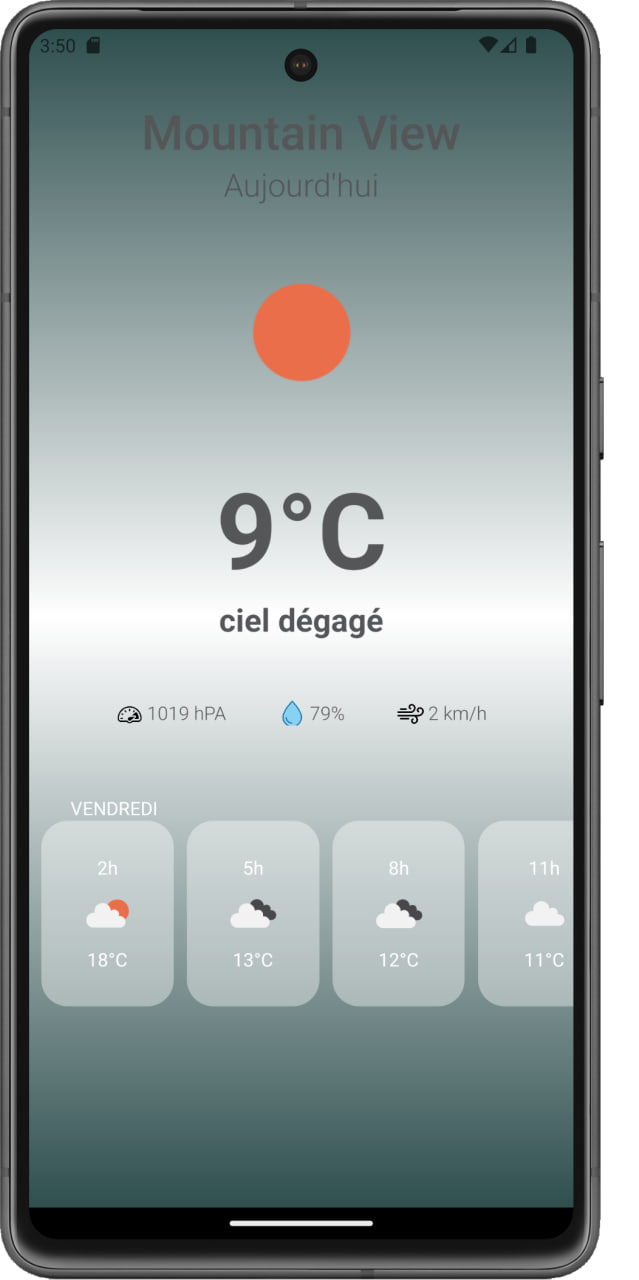 3:50
Mountain View
Aujourd'hui
9°C
ciel dégagé
1019 hPA 79% 2 km/h
VENDREDI
2h 5h 8h 11h
18°C 13°C 12°C 11°C